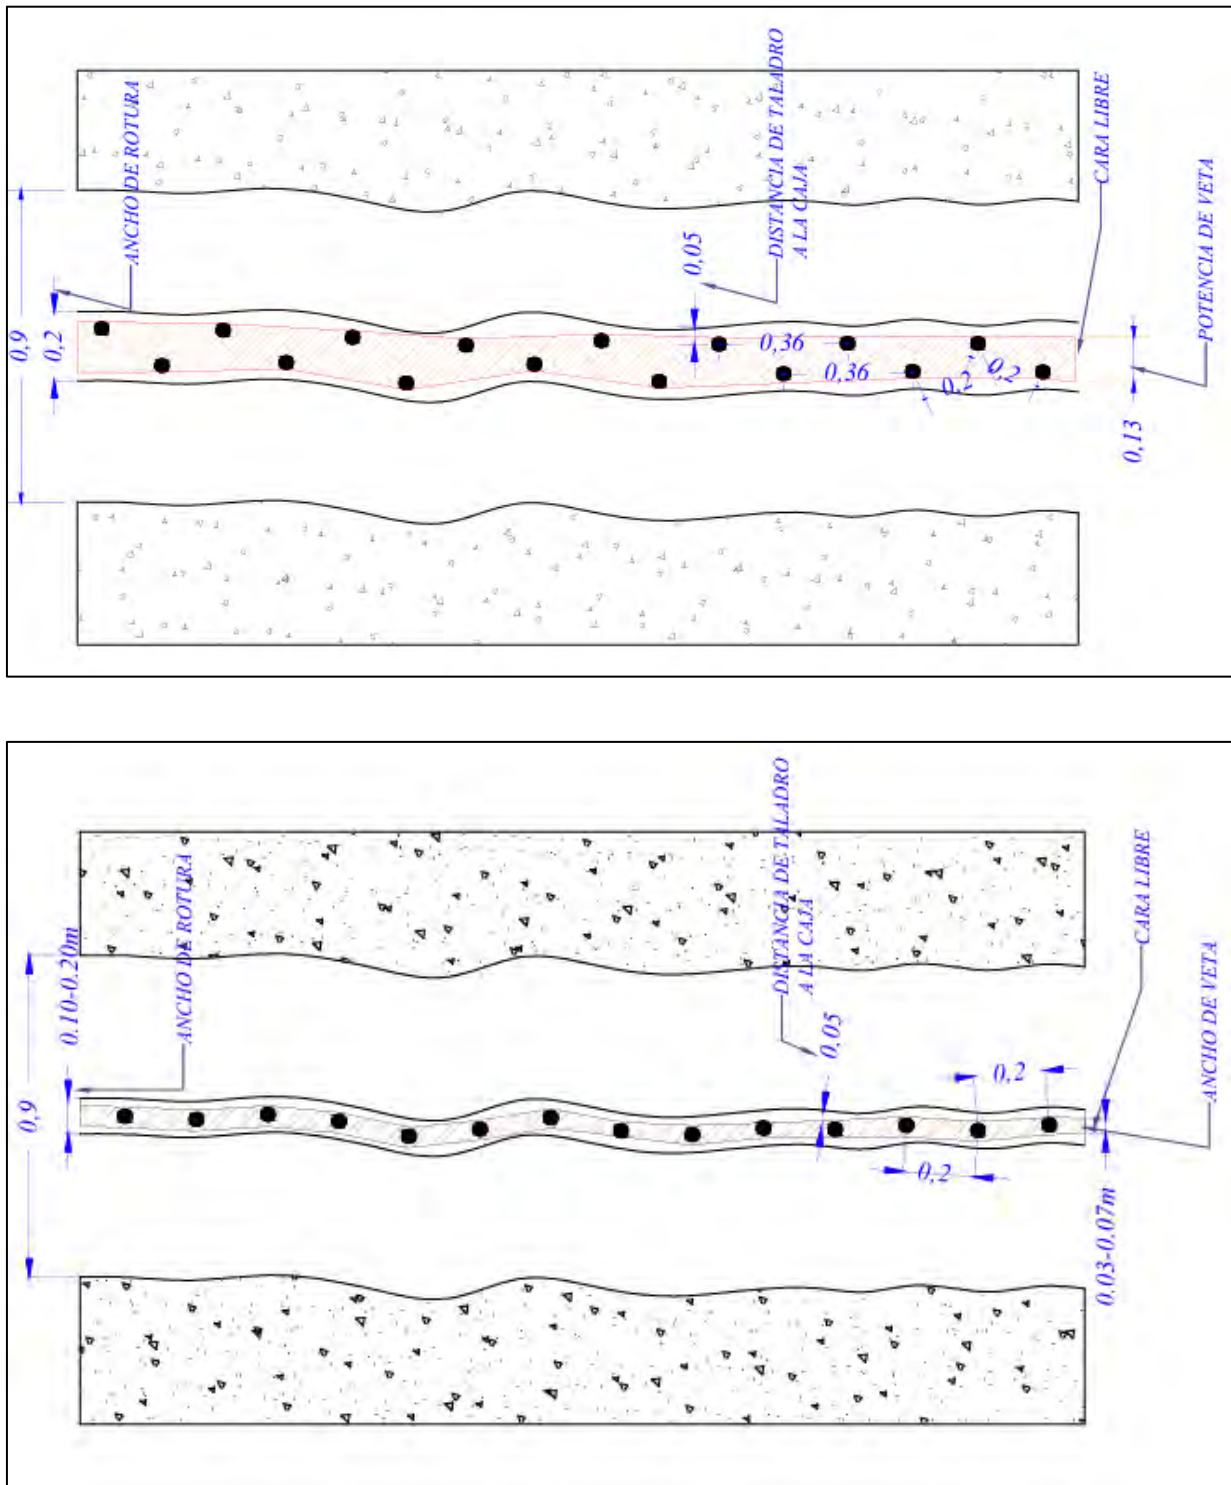 ANCHO DE ROTURA
DISTANCIA DE TALADRO
A LA CAJA
CARA LIBRE
POTENCIA DE VETA
0,05
0,9
0,2
0,36
0,36
0,2
0,2
0,13
DISTANCIA DE TALADRO
A LA CAJA
ANCHO DE ROTURA
CARA LIBRE
ANCHO DE VETA
0.10-0.20m
0,05
0,9
0,2
0,2
0.03-0.07m